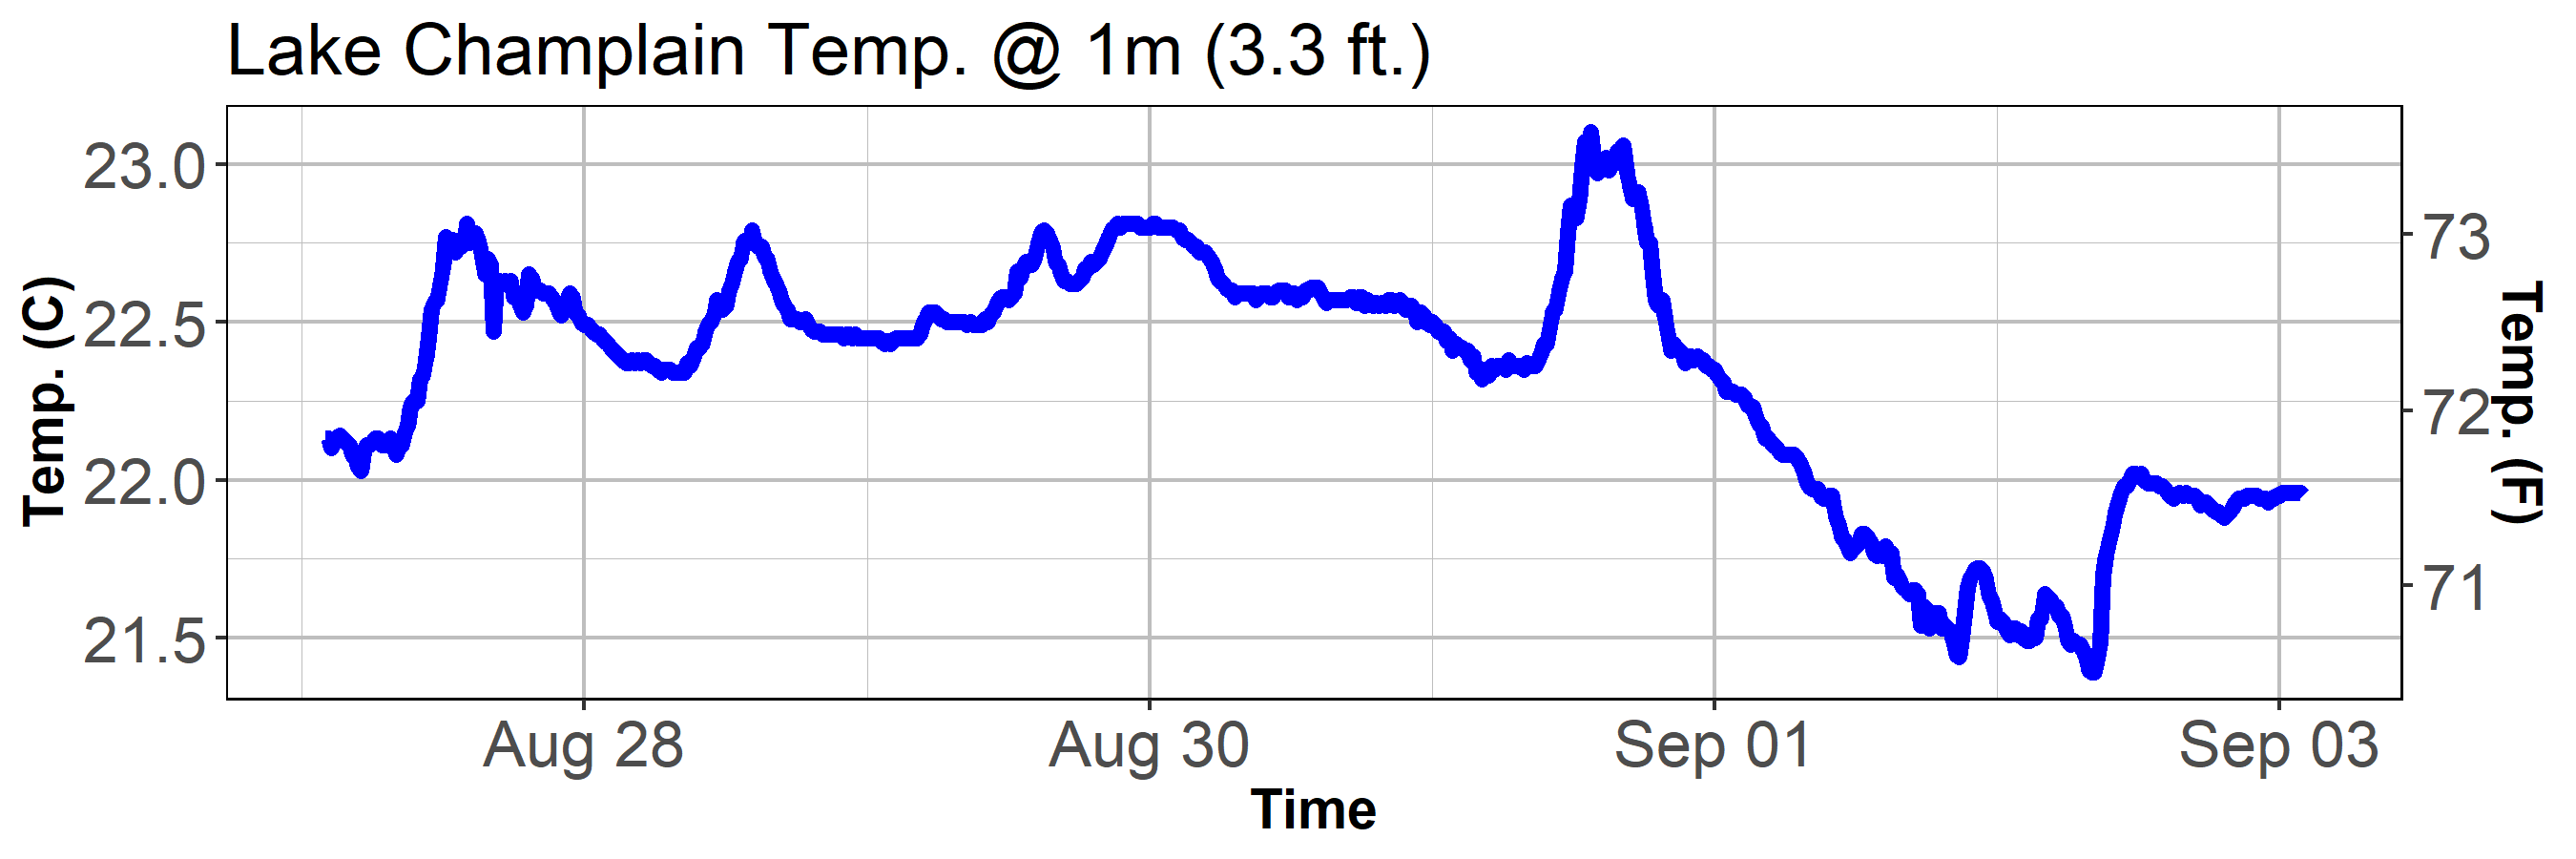 Lake Champlain Temp. @ 1m (3.3 ft.)
Temp. (C)
23.0
22.5
22.0
21.5
73
72
71
Temp. (F)
Aug 28 Aug 30 Sep 01 Sep 03
Time